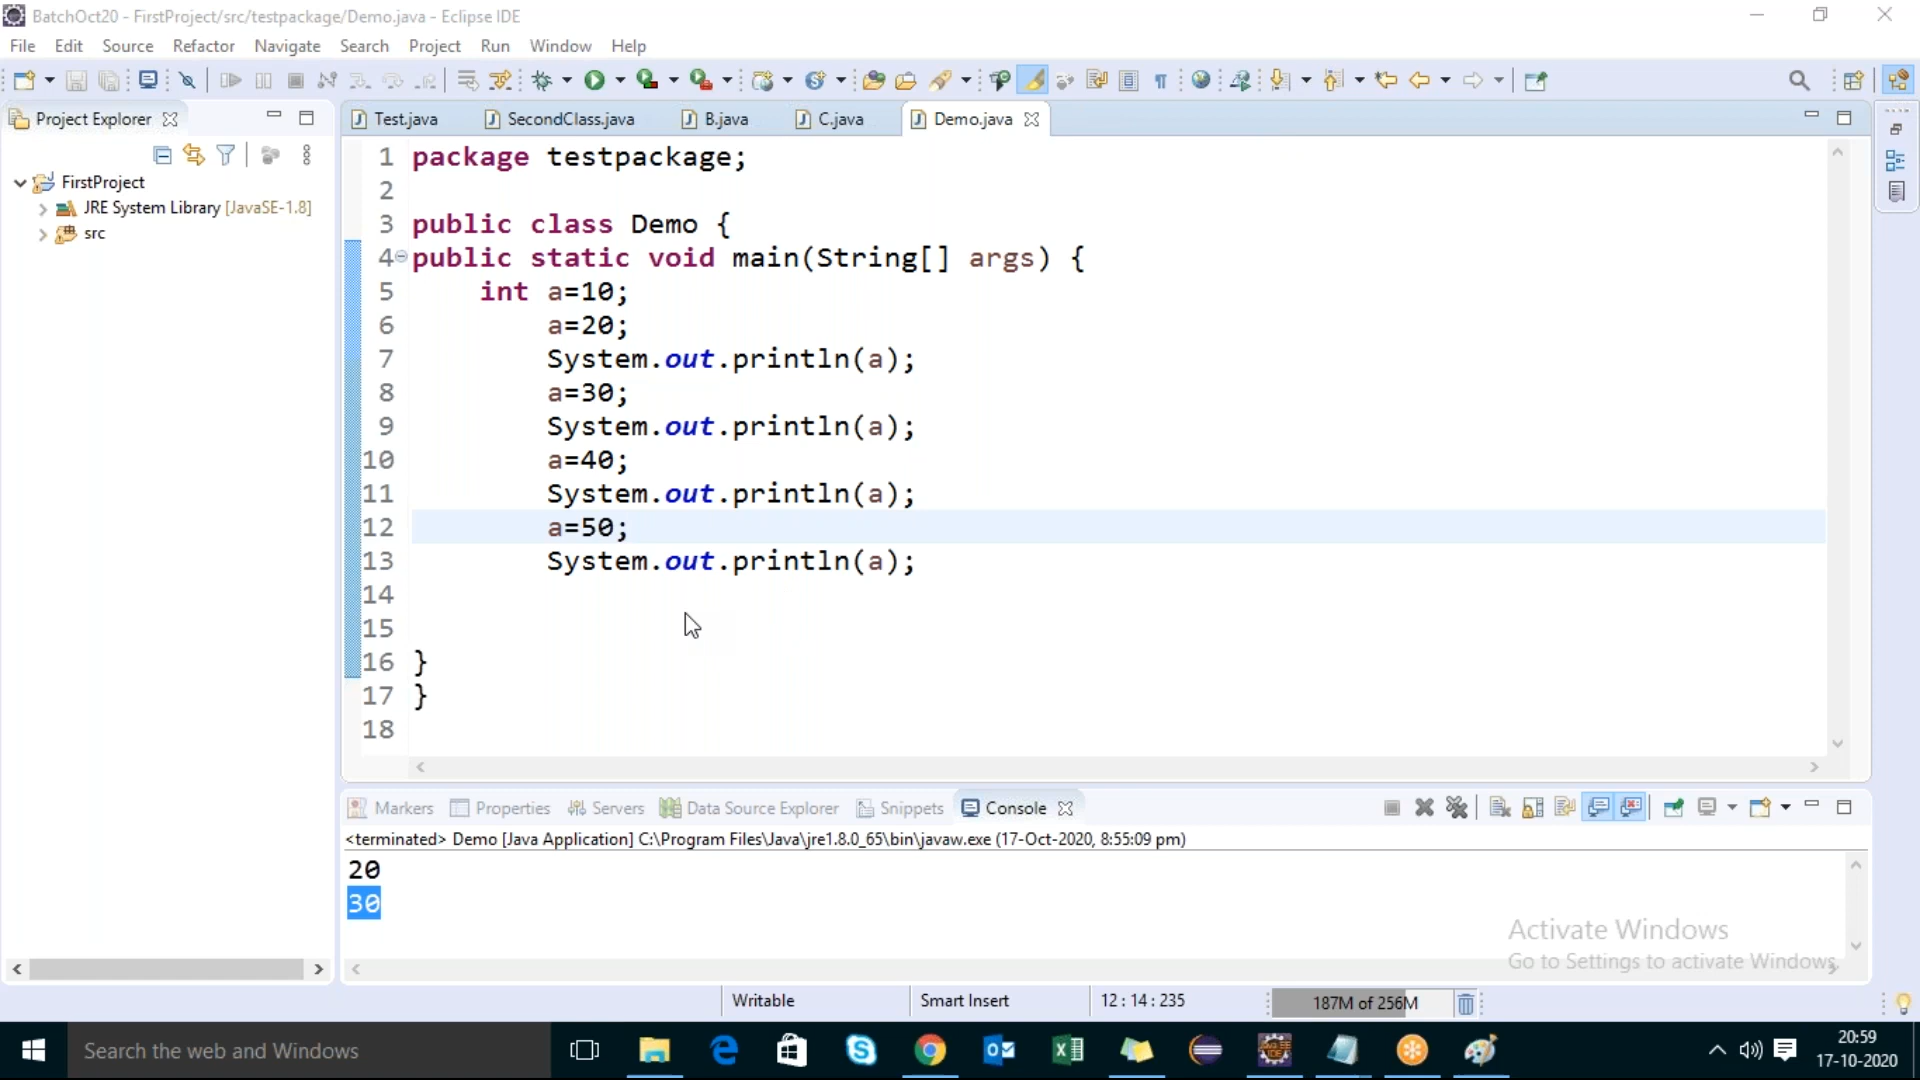 BatchOct20 - FirstProject/src/testpackage/Demo.java - Eclipse IDE
File Edit Source Refactor Navigate Search Project Run Window Help
Project Explorer
FirstProject
JRE System Library [JavaSE-1.8]
src
Test.java SecondClass.java B.java C.java Demo.java
1 package testpackage;
2
3 public class Demo {
4 public static void main(String[] args) {
5 int a=10;
6 a=20;
7 System.out.println(a);
8 a=30;
9 System.out.println(a);
10 a=40;
11 System.out.println(a);
12 a=50;
13 System.out.println(a);
14
15
16 }
17 }
18
Markers Properties Servers Data Source Explorer Snippets Console
<terminated> Demo [Java Application] C:\Program Files\Java\jre1.8.0_65\bin\javaw.exe (17-Oct-2020, 8:55:09 pm)
20
30
Activate Windows
Go to Settings to activate Windows.
Writable Smart Insert 12 : 14 : 235 187M of 256M
Search the web and Windows
20:59
17-10-2020